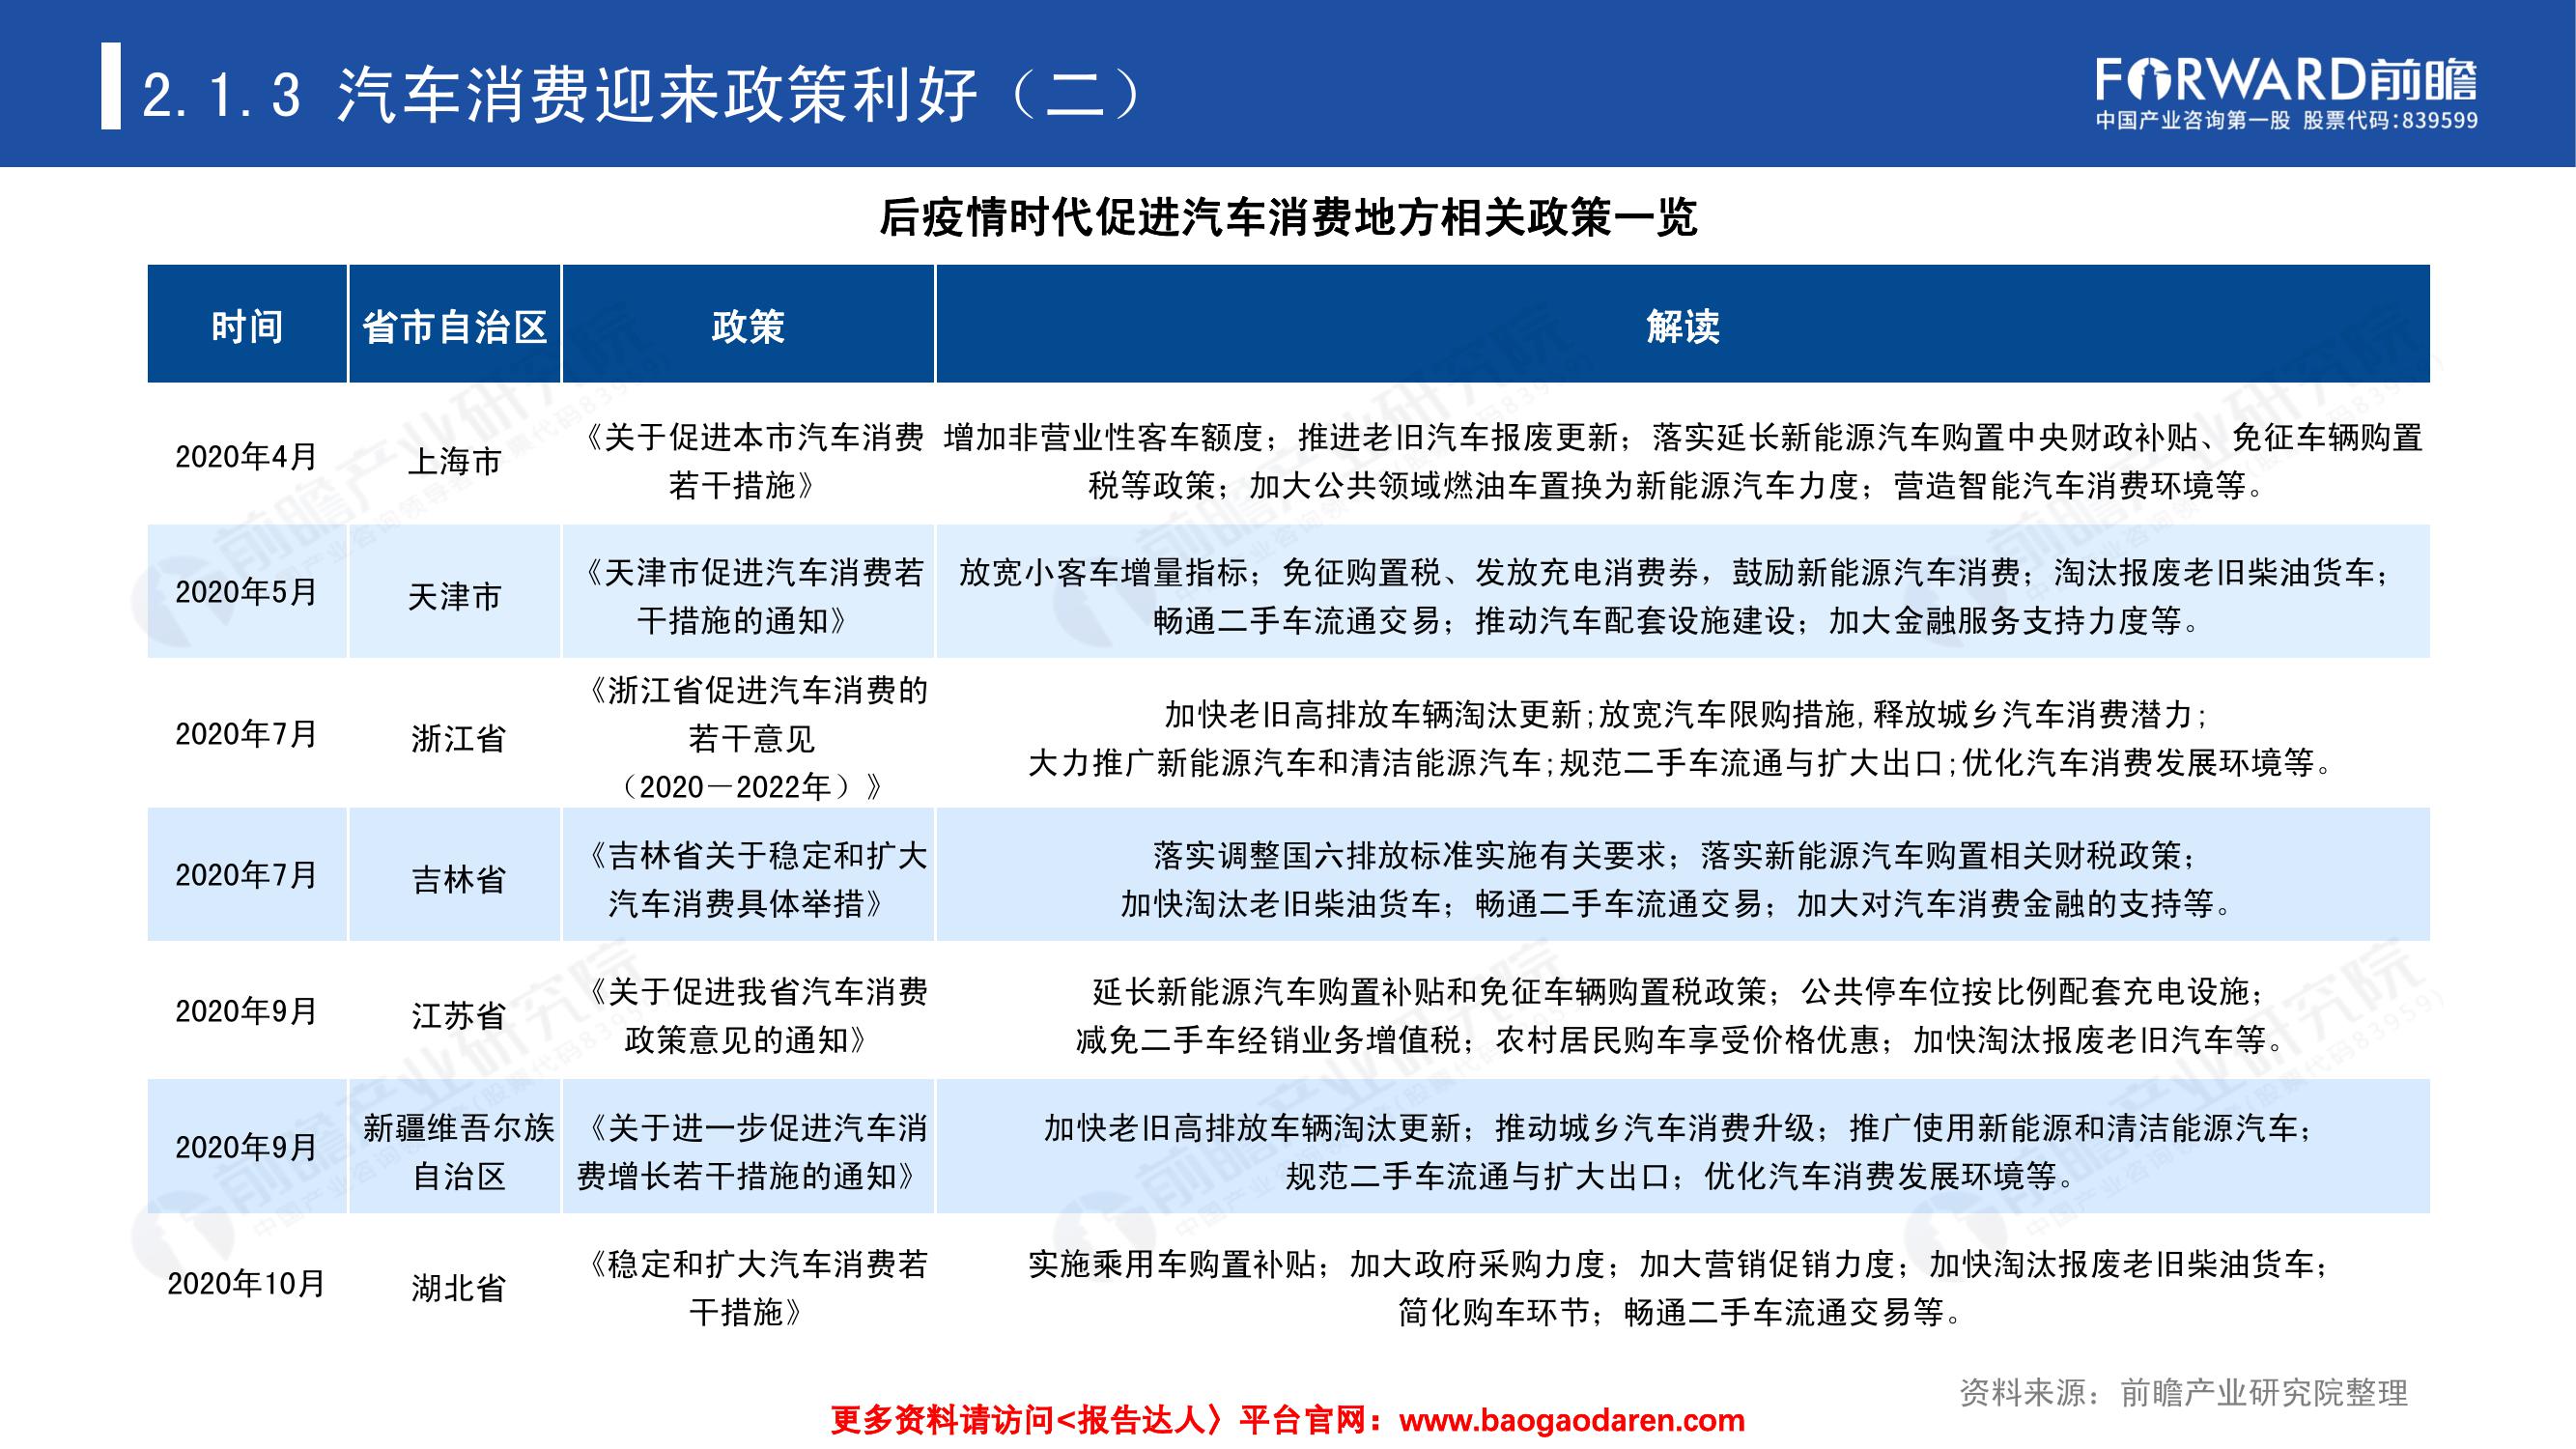 2.1.3 汽车消费迎来政策利好（二）
FORWARD前瞻
中国产业咨询第一股 股票代码:839599
后疫情时代促进汽车消费地方相关政策一览
时间
省市自治区
政策
解读
2020年4月
上海市
《关于促进本市汽车消费
若干措施》
增加非营业性客车额度；推进老旧汽车报废更新；落实延长新能源汽车购置中央财政补贴、免征车辆购置
税等政策；加大公共领域燃油车置换为新能源汽车力度；营造智能汽车消费环境等。
2020年5月
天津市
《天津市促进汽车消费若
干措施的通知》
放宽小客车增量指标；免征购置税、发放充电消费券，鼓励新能源汽车消费；淘汰报废老旧柴油货车；
畅通二手车流通交易；推动汽车配套设施建设；加大金融服务支持力度等。
2020年7月
浙江省
《浙江省促进汽车消费的
若干意见
（2020—2022年）》
加快老旧高排放车辆淘汰更新;放宽汽车限购措施,释放城乡汽车消费潜力;
大力推广新能源汽车和清洁能源汽车;规范二手车流通与扩大出口;优化汽车消费发展环境等。
2020年7月
吉林省
《吉林省关于稳定和扩大
汽车消费具体举措》
落实调整国六排放标准实施有关要求；落实新能源汽车购置相关财税政策；
加快淘汰老旧柴油货车；畅通二手车流通交易；加大对汽车消费金融的支持等。
2020年9月
江苏省
《关于促进我省汽车消费
政策意见的通知》
延长新能源汽车购置补贴和免征车辆购置税政策；公共停车位按比例配套充电设施；
减免二手车经销业务增值税；农村居民购车享受价格优惠；加快淘汰报废老旧汽车等。
2020年9月
新疆维吾尔族
自治区
《关于进一步促进汽车消
费增长若干措施的通知》
加快老旧高排放车辆淘汰更新；推动城乡汽车消费升级；推广使用新能源和清洁能源汽车；
规范二手车流通与扩大出口；优化汽车消费发展环境等。
2020年10月
湖北省
《稳定和扩大汽车消费若
干措施》
实施乘用车购置补贴；加大政府采购力度；加大营销促销力度；加快淘汰报废老旧柴油货车；
简化购车环节；畅通二手车流通交易等。
资料来源：前瞻产业研究院整理
更多资料请访问<报告达人〉平台官网：www.baogaodaren.com